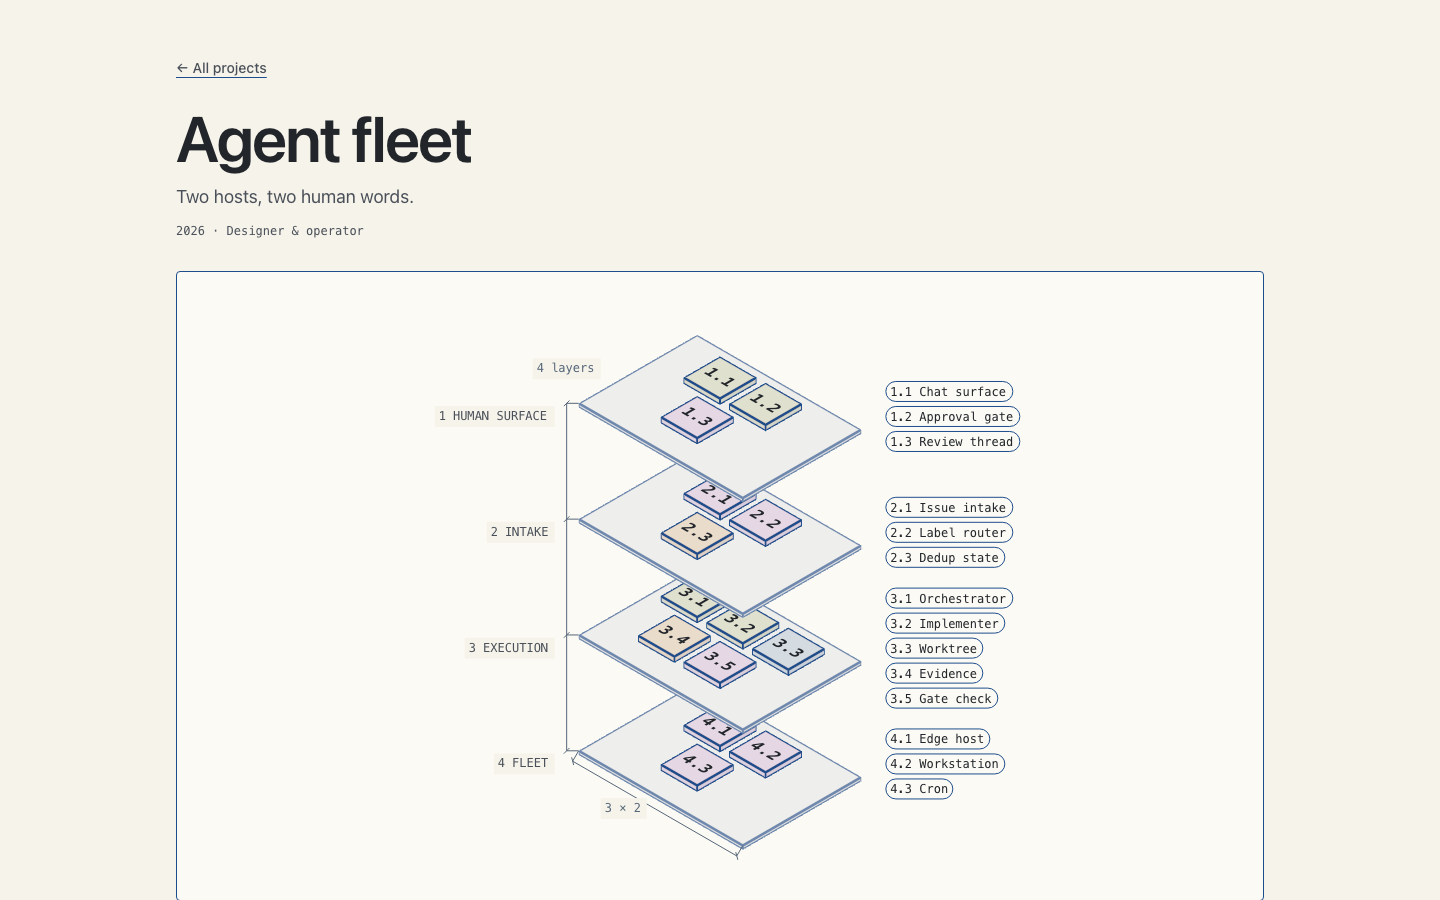 ← All projects
Agent fleet
Two hosts, two human words.
2026 · Designer & operator
4 layers
1 HUMAN SURFACE
1.1
1.2
1.3
1.1 Chat surface
1.2 Approval gate
1.3 Review thread
2 INTAKE
2.1
2.2
2.3
2.1 Issue intake
2.2 Label router
2.3 Dedup state
3 EXECUTION
3.1
3.2
3.4
3.3
3.5
3.1 Orchestrator
3.2 Implementer
3.3 Worktree
3.4 Evidence
3.5 Gate check
4 FLEET
4.1
4.2
4.3
4.1 Edge host
4.2 Workstation
4.3 Cron
3 × 2